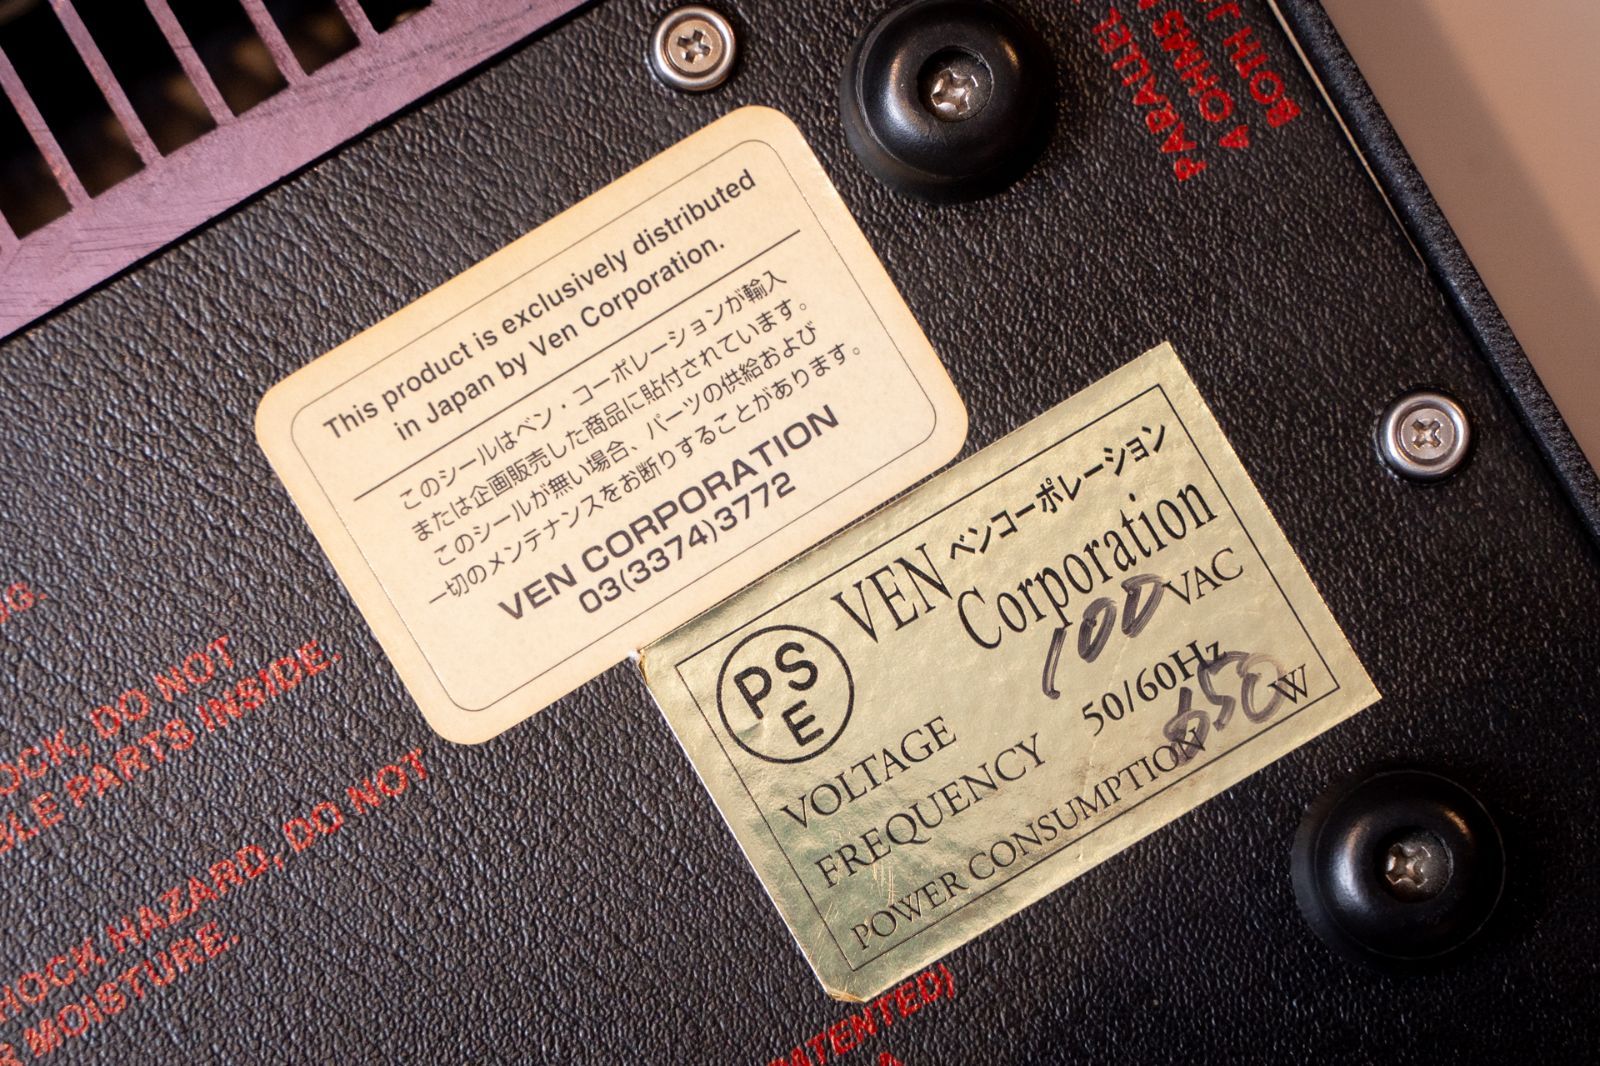 PARALLEL
4 OHMS
BOTH
This product is exclusively distributed
in Japan by Ven Corporation.
このシールはベン・コーポレーションが輸入
または企画販売した商品に貼付されています。
このシールが無い場合、パーツの供給および
一切のメンテナンスをお断りすることがあります。
VEN CORPORATION
03(3374)3772
PSE
VEN ベンコーポレーション
Corporation
VOLTAGE 100 VAC
FREQUENCY 50/60Hz
POWER CONSUMPTION 650 W
DO NOT
PARTS INSIDE.
HAZARD, DO NOT
MOISTURE.